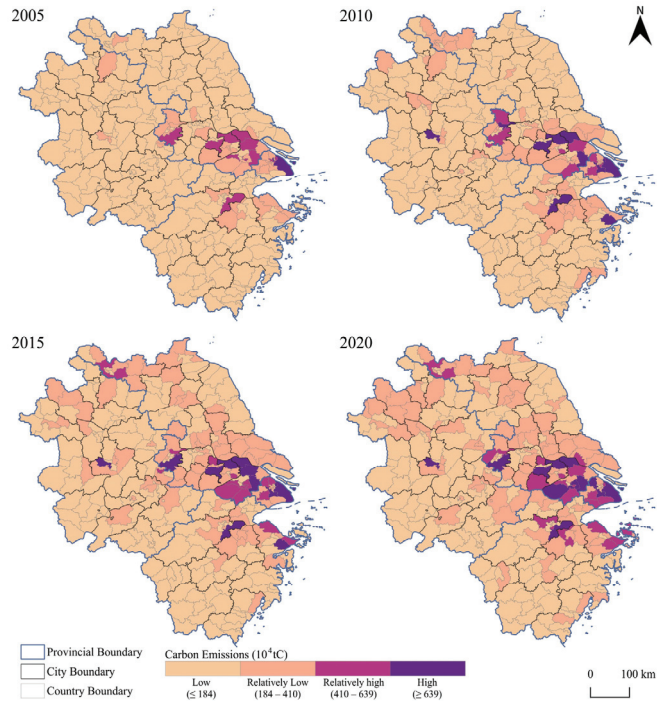 2005
2010
N
2015
2020
Provincial Boundary
City Boundary
Country Boundary
Carbon Emissions (10⁴tC)
Low
(≤ 184)
Relatively Low
(184 – 410)
Relatively high
(410 – 639)
High
(≥ 639)
0 100 km